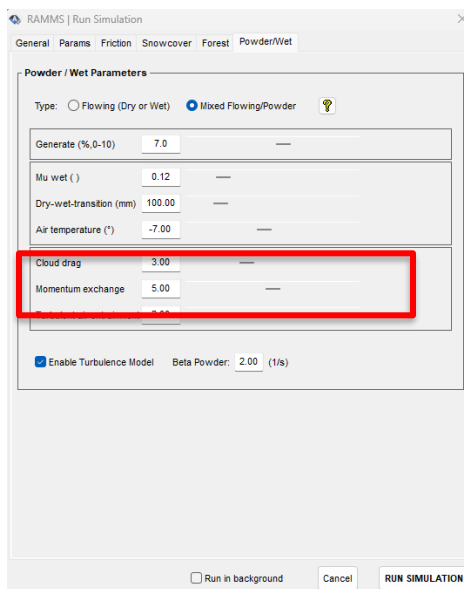 RAMMS | Run Simulation
General Params Friction Snowcover Forest Powder/Wet
Powder / Wet Parameters
Type: Flowing (Dry or Wet) Mixed Flowing/Powder ?
Generate (%,0-10) 7.0
Mu wet ( ) 0.12
Dry-wet-transition (mm) 100.00
Air temperature (°) -7.00
Cloud drag 3.00
Momentum exchange 5.00
Enable Turbulence Model Beta Powder: 2.00 (1/s)
Run in background Cancel RUN SIMULATION